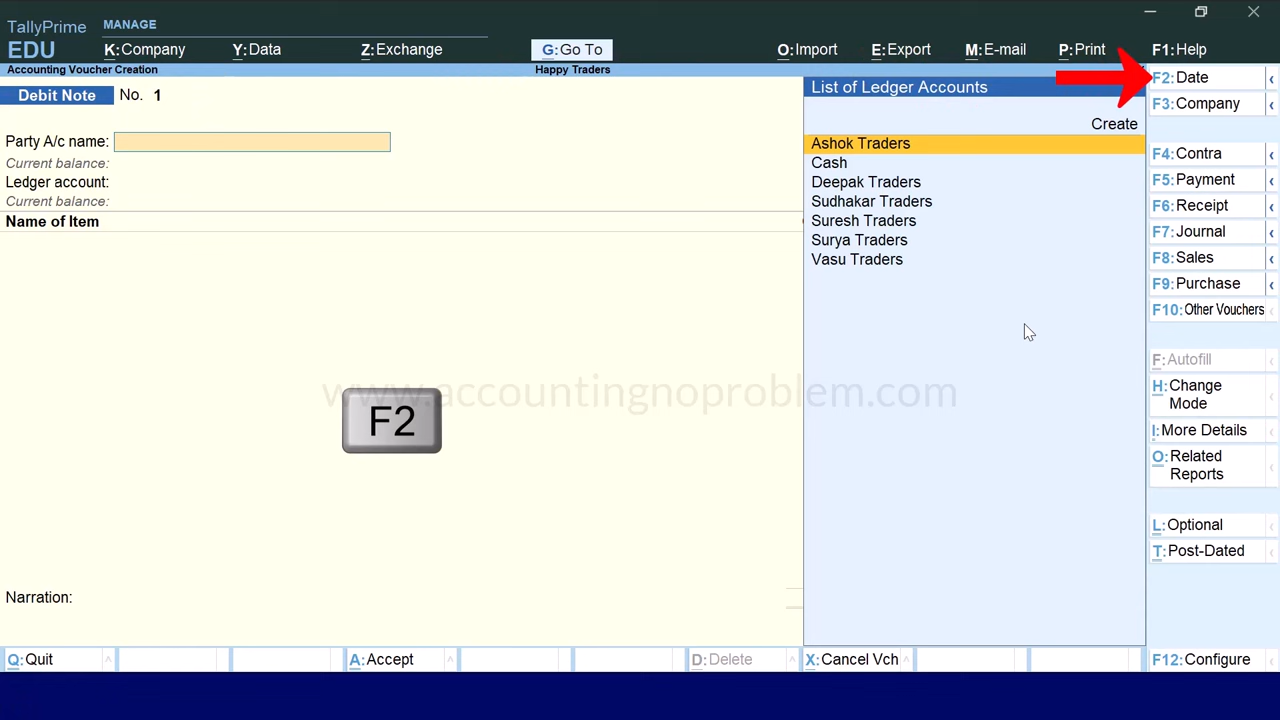 TallyPrime
EDU
MANAGE
K:Company Y:Data Z:Exchange G:Go To O:Import E:Export M:E-mail P:Print F1:Help
Accounting Voucher Creation Happy Traders
Debit Note No. 1
Party A/c name:
Current balance:
Ledger account:
Current balance:
Name of Item
List of Ledger Accounts
Create
Ashok Traders
Cash
Deepak Traders
Sudhakar Traders
Suresh Traders
Surya Traders
Vasu Traders
www.accountingnoproblem.com
F2
Narration:
F2:Date
F3:Company
F4:Contra
F5:Payment
F6:Receipt
F7:Journal
F8:Sales
F9:Purchase
F10:Other Vouchers
F:Autofill
H:Change
Mode
I:More Details
O:Related
Reports
L:Optional
T:Post-Dated
Q:Quit A:Accept D:Delete X:Cancel Vch F12:Configure